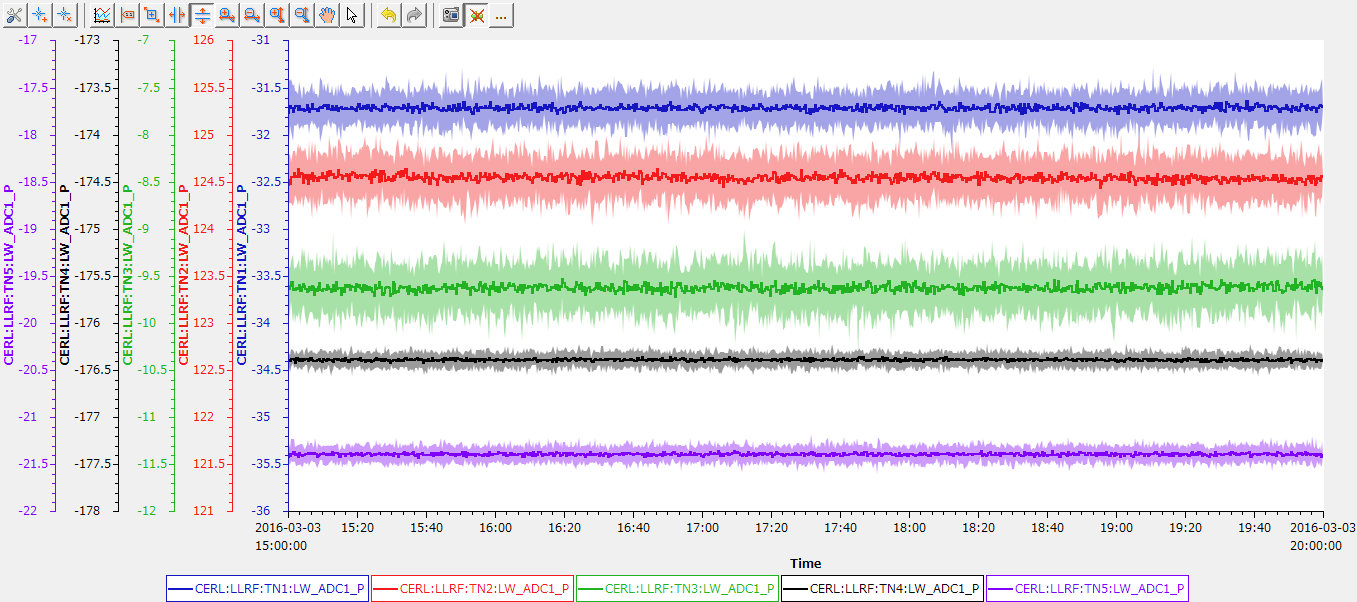 ...
-17 -173 -7 126 -31
-17.5 -173.5 -7.5 125.5 -31.5
-18 -174 -8 125 -32
-18.5 -174.5 -8.5 124.5 -32.5
-19 -175 -9 124 -33
-19.5 -175.5 -9.5 123.5 -33.5
-20 -176 -10 123 -34
-20.5 -176.5 -10.5 122.5 -34.5
-21 -177 -11 122 -35
-21.5 -177.5 -11.5 121.5 -35.5
-22 -178 -12 121 -36
CERL:LLRF:TN5:LW_ADC1_P
CERL:LLRF:TN4:LW_ADC1_P
CERL:LLRF:TN3:LW_ADC1_P
CERL:LLRF:TN2:LW_ADC1_P
CERL:LLRF:TN1:LW_ADC1_P
2016-03-03 15:20 15:40 16:00 16:20 16:40 17:00 17:20 17:40 18:00 18:20 18:40 19:00 19:20 19:40 2016-03-03
15:00:00 20:00:00
Time
CERL:LLRF:TN1:LW_ADC1_P CERL:LLRF:TN2:LW_ADC1_P CERL:LLRF:TN3:LW_ADC1_P CERL:LLRF:TN4:LW_ADC1_P CERL:LLRF:TN5:LW_ADC1_P